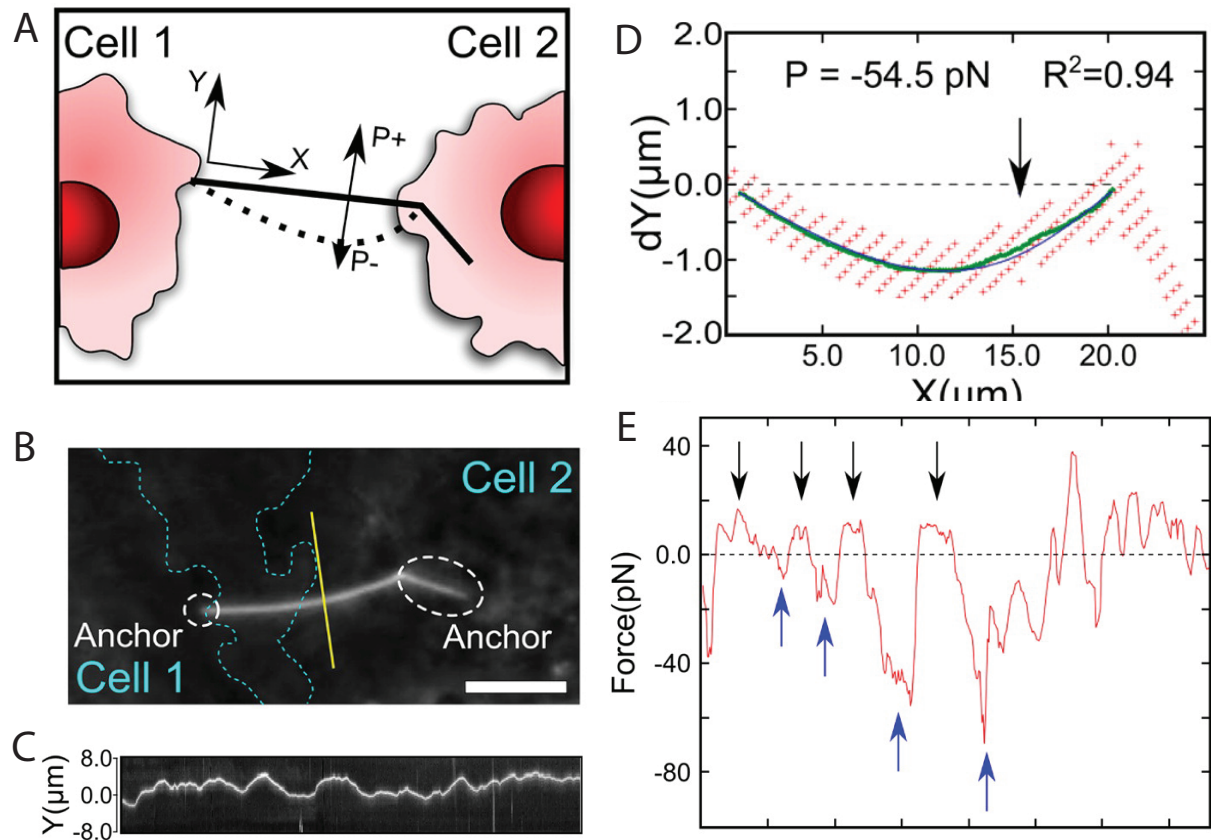 A
Cell 1
Cell 2
Y
X
P+
P-
B
Cell 2
Anchor
Anchor
Cell 1
C
Y(μm)
8.0
0.0
-8.0
D
P = -54.5 pN
R²=0.94
dY(μm)
2.0
1.0
0.0
-1.0
-2.0
5.0
10.0
15.0
20.0
X(μm)
E
Force(pN)
40
0.0
-40
-80